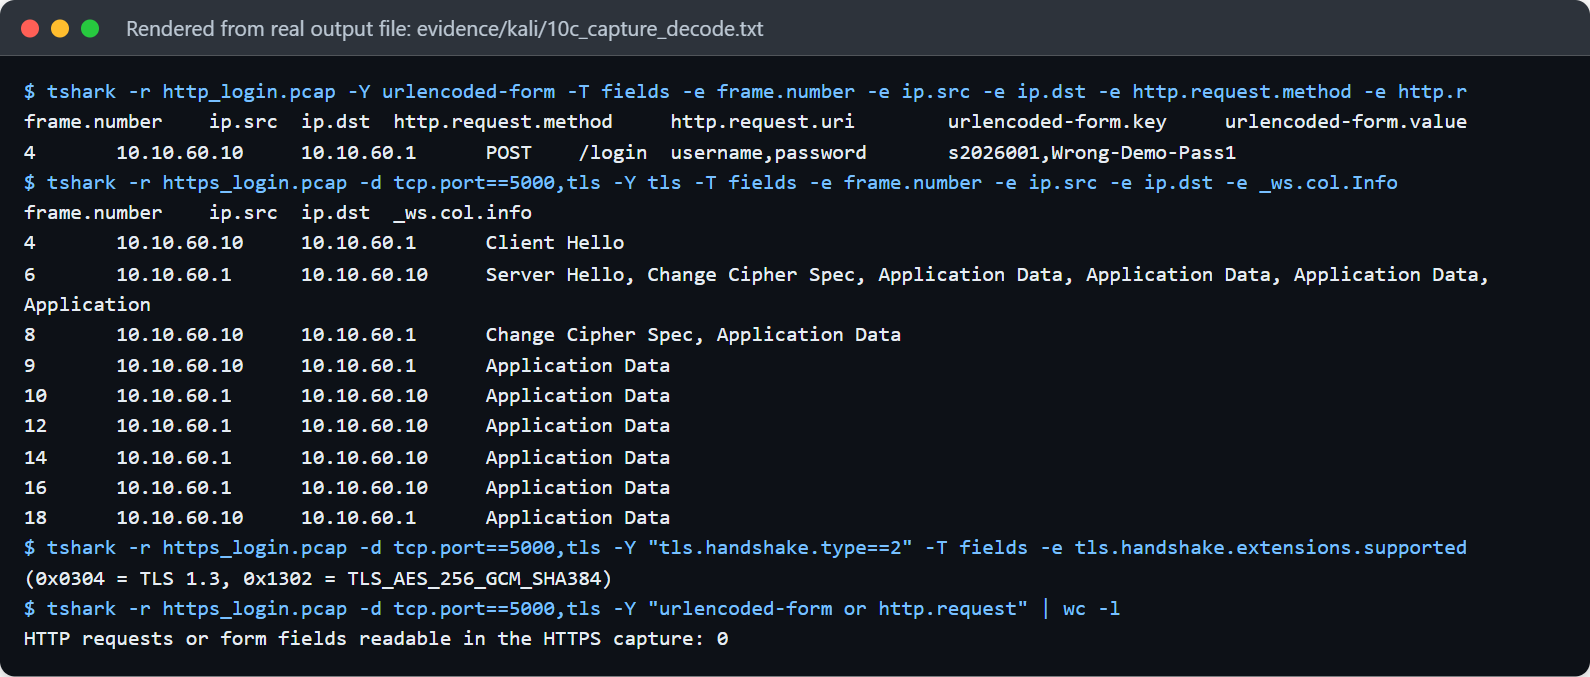 Rendered from real output file: evidence/kali/10c_capture_decode.txt
$ tshark -r http_login.pcap -Y urlencoded-form -T fields -e frame.number -e ip.src -e ip.dst -e http.request.method -e http.r
frame.number    ip.src  ip.dst  http.request.method     http.request.uri        urlencoded-form.key     urlencoded-form.value
4       10.10.60.10     10.10.60.1      POST    /login  username,password       s2026001,Wrong-Demo-Pass1
$ tshark -r https_login.pcap -d tcp.port==5000,tls -Y tls -T fields -e frame.number -e ip.src -e ip.dst -e _ws.col.Info
frame.number    ip.src  ip.dst  _ws.col.info
4       10.10.60.10     10.10.60.1      Client Hello
6       10.10.60.1      10.10.60.10     Server Hello, Change Cipher Spec, Application Data, Application Data, Application Data,
Application
8       10.10.60.10     10.10.60.1      Change Cipher Spec, Application Data
9       10.10.60.10     10.10.60.1      Application Data
10      10.10.60.1      10.10.60.10     Application Data
12      10.10.60.1      10.10.60.10     Application Data
14      10.10.60.1      10.10.60.10     Application Data
16      10.10.60.1      10.10.60.10     Application Data
18      10.10.60.10     10.10.60.1      Application Data
$ tshark -r https_login.pcap -d tcp.port==5000,tls -Y "tls.handshake.type==2" -T fields -e tls.handshake.extensions.supported
(0x0304 = TLS 1.3, 0x1302 = TLS_AES_256_GCM_SHA384)
$ tshark -r https_login.pcap -d tcp.port==5000,tls -Y "urlencoded-form or http.request" | wc -l
HTTP requests or form fields readable in the HTTPS capture: 0